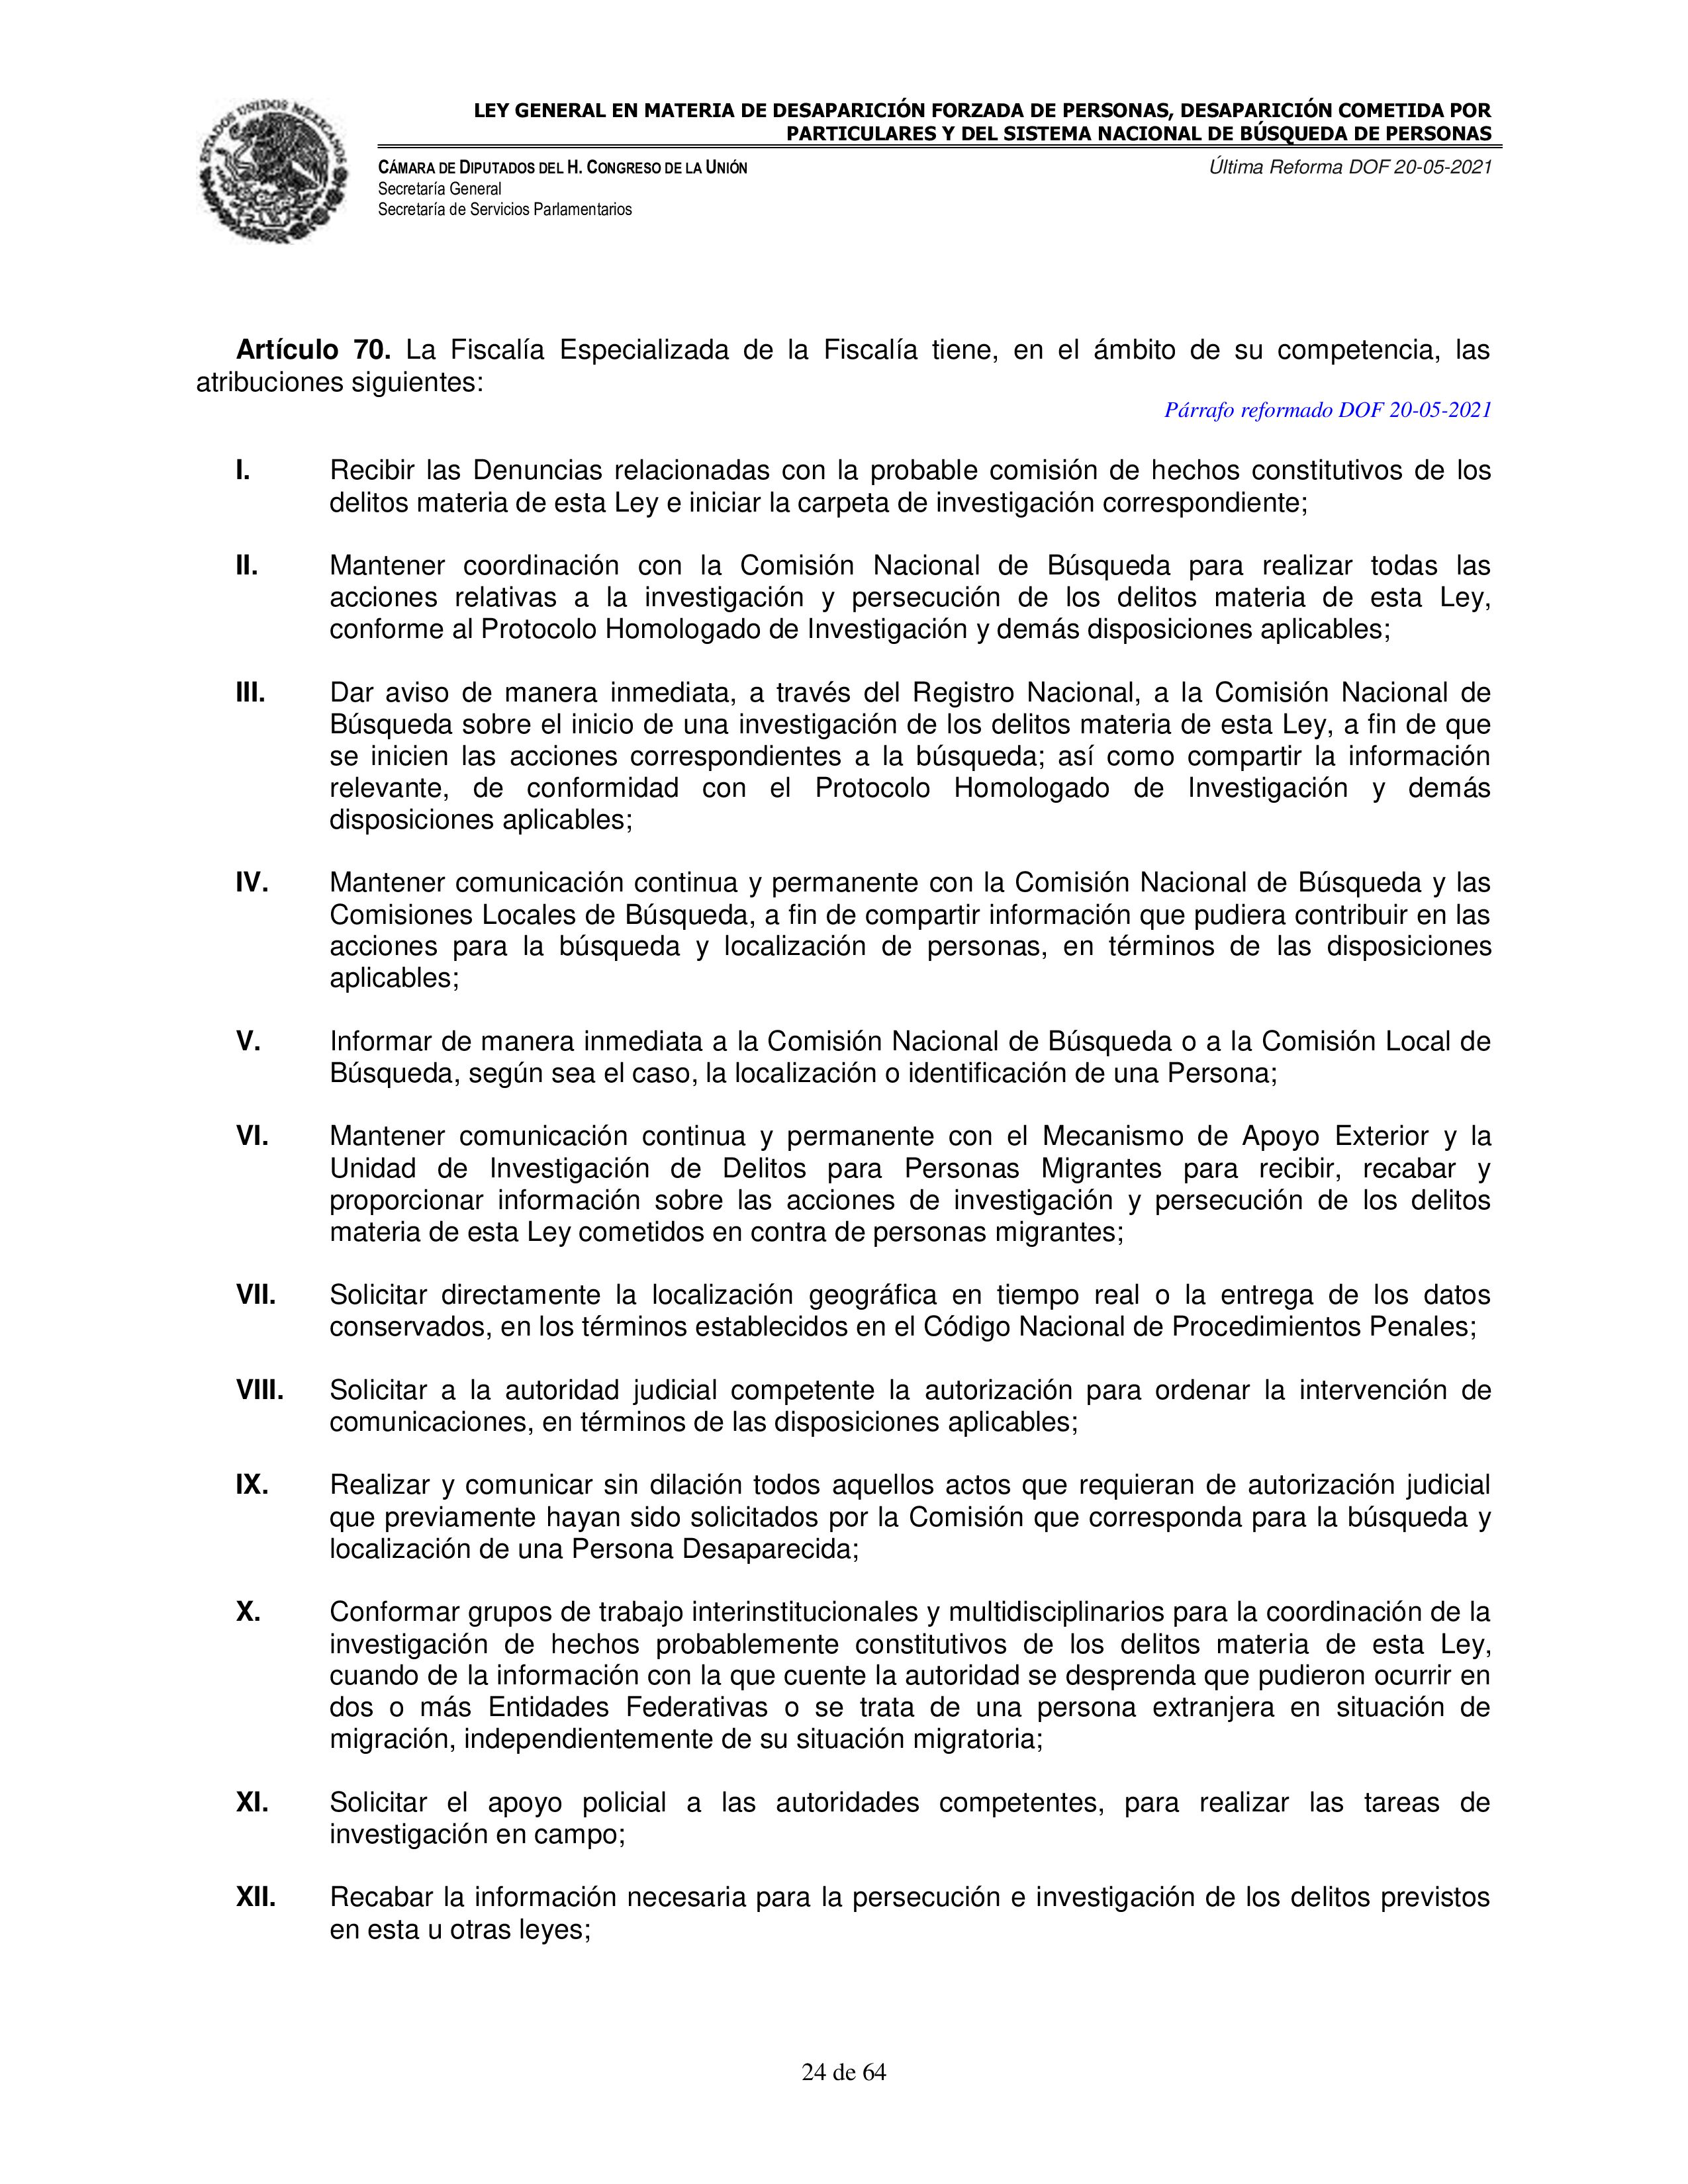 ESTADOS UNIDOS MEXICANOS
LEY GENERAL EN MATERIA DE DESAPARICIÓN FORZADA DE PERSONAS, DESAPARICIÓN COMETIDA POR
PARTICULARES Y DEL SISTEMA NACIONAL DE BÚSQUEDA DE PERSONAS
CÁMARA DE DIPUTADOS DEL H. CONGRESO DE LA UNIÓN
Última Reforma DOF 20-05-2021
Secretaría General
Secretaría de Servicios Parlamentarios
Artículo 70. La Fiscalía Especializada de la Fiscalía tiene, en el ámbito de su competencia, las
atribuciones siguientes:
Párrafo reformado DOF 20-05-2021
I. Recibir las Denuncias relacionadas con la probable comisión de hechos constitutivos de los
delitos materia de esta Ley e iniciar la carpeta de investigación correspondiente;
II. Mantener coordinación con la Comisión Nacional de Búsqueda para realizar todas las
acciones relativas a la investigación y persecución de los delitos materia de esta Ley,
conforme al Protocolo Homologado de Investigación y demás disposiciones aplicables;
III. Dar aviso de manera inmediata, a través del Registro Nacional, a la Comisión Nacional de
Búsqueda sobre el inicio de una investigación de los delitos materia de esta Ley, a fin de que
se inicien las acciones correspondientes a la búsqueda; así como compartir la información
relevante, de conformidad con el Protocolo Homologado de Investigación y demás
disposiciones aplicables;
IV. Mantener comunicación continua y permanente con la Comisión Nacional de Búsqueda y las
Comisiones Locales de Búsqueda, a fin de compartir información que pudiera contribuir en las
acciones para la búsqueda y localización de personas, en términos de las disposiciones
aplicables;
V. Informar de manera inmediata a la Comisión Nacional de Búsqueda o a la Comisión Local de
Búsqueda, según sea el caso, la localización o identificación de una Persona;
VI. Mantener comunicación continua y permanente con el Mecanismo de Apoyo Exterior y la
Unidad de Investigación de Delitos para Personas Migrantes para recibir, recabar y
proporcionar información sobre las acciones de investigación y persecución de los delitos
materia de esta Ley cometidos en contra de personas migrantes;
VII. Solicitar directamente la localización geográfica en tiempo real o la entrega de los datos
conservados, en los términos establecidos en el Código Nacional de Procedimientos Penales;
VIII. Solicitar a la autoridad judicial competente la autorización para ordenar la intervención de
comunicaciones, en términos de las disposiciones aplicables;
IX. Realizar y comunicar sin dilación todos aquellos actos que requieran de autorización judicial
que previamente hayan sido solicitados por la Comisión que corresponda para la búsqueda y
localización de una Persona Desaparecida;
X. Conformar grupos de trabajo interinstitucionales y multidisciplinarios para la coordinación de la
investigación de hechos probablemente constitutivos de los delitos materia de esta Ley,
cuando de la información con la que cuente la autoridad se desprenda que pudieron ocurrir en
dos o más Entidades Federativas o se trata de una persona extranjera en situación de
migración, independientemente de su situación migratoria;
XI. Solicitar el apoyo policial a las autoridades competentes, para realizar las tareas de
investigación en campo;
XII. Recabar la información necesaria para la persecución e investigación de los delitos previstos
en esta u otras leyes;
24 de 64